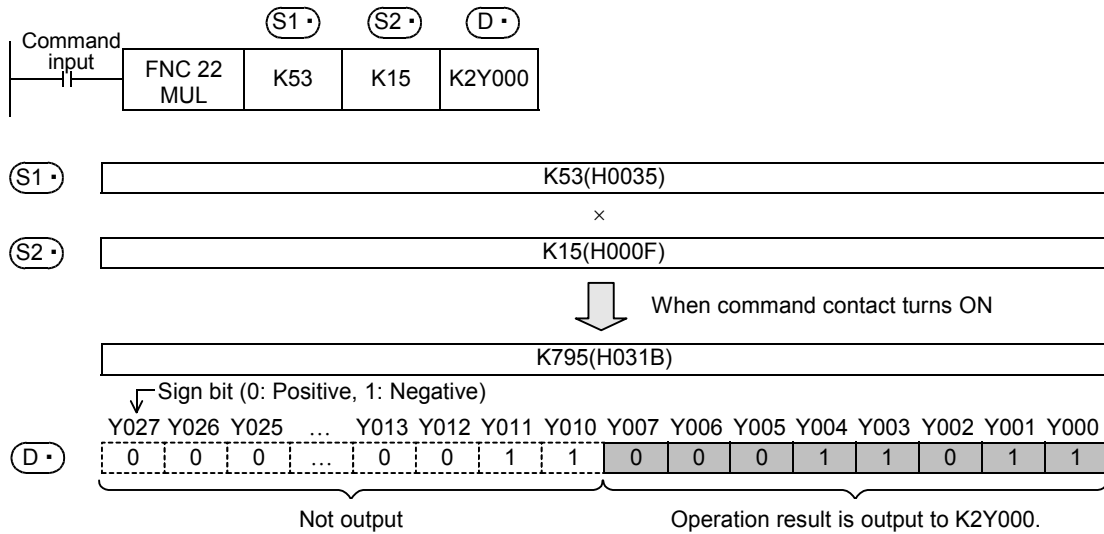 S1· S2· D·
Command
input
FNC 22
MUL
K53 K15 K2Y000
S1· K53(H0035)
×
S2· K15(H000F)
When command contact turns ON
K795(H031B)
Sign bit (0: Positive, 1: Negative)
Y027 Y026 Y025 ... Y013 Y012 Y011 Y010 Y007 Y006 Y005 Y004 Y003 Y002 Y001 Y000
D· 0 0 0 ... 0 0 1 1 0 0 0 1 1 0 1 1
Not output Operation result is output to K2Y000.